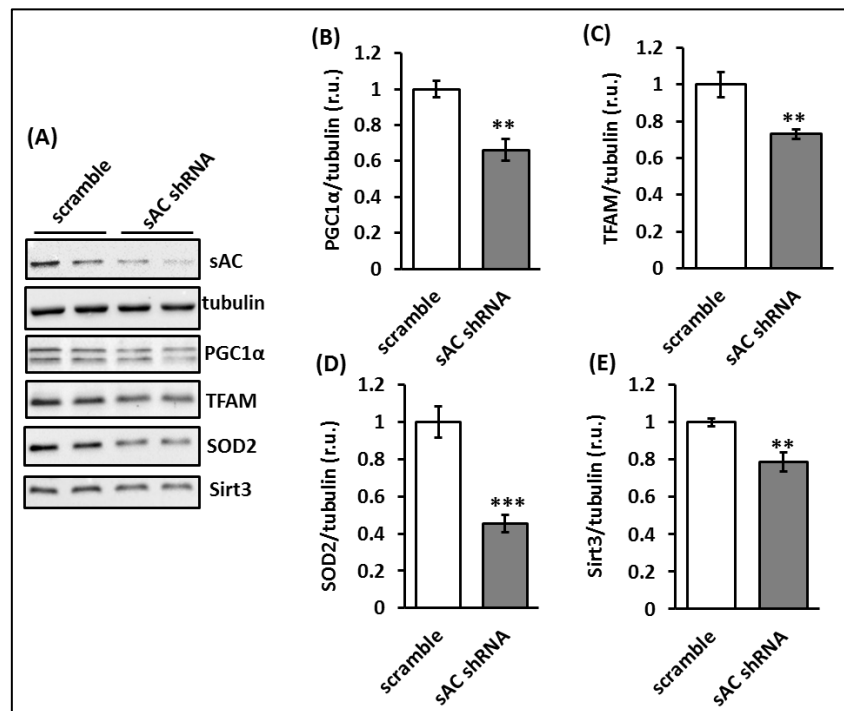 (A)
scramble
sAC shRNA
sAC
tubulin
PGC1α
TFAM
SOD2
Sirt3
(B)
PGC1α/tubulin (r.u.)
1.2
1
0.8
0.6
0.4
0.2
0
**
scramble
sAC shRNA
(C)
TFAM/tubulin (r.u.)
1.2
1
0.8
0.6
0.4
0.2
0
**
scramble
sAC shRNA
(D)
SOD2/tubulin (r.u.)
1.2
1
0.8
0.6
0.4
0.2
0
***
scramble
sAC shRNA
(E)
Sirt3/tubulin (r.u.)
1.2
1
0.8
0.6
0.4
0.2
0
**
scramble
sAC shRNA